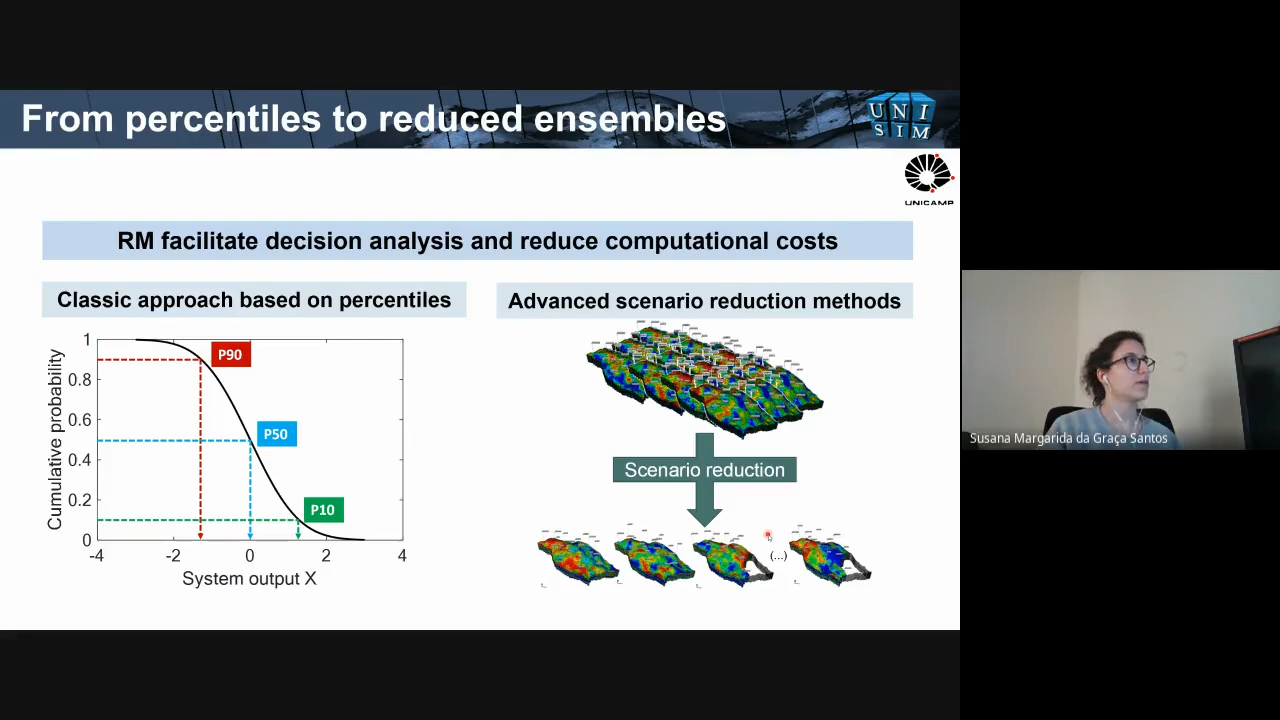 From percentiles to reduced ensembles
UNI
SIM
UNICAMP
RM facilitate decision analysis and reduce computational costs
Classic approach based on percentiles
Advanced scenario reduction methods
Cumulative probability
1
0.8
0.6
0.4
0.2
0
P90
P50
P10
-4
-2
0
2
4
System output X
Scenario reduction
(...)
Susana Margarida da Graça Santos